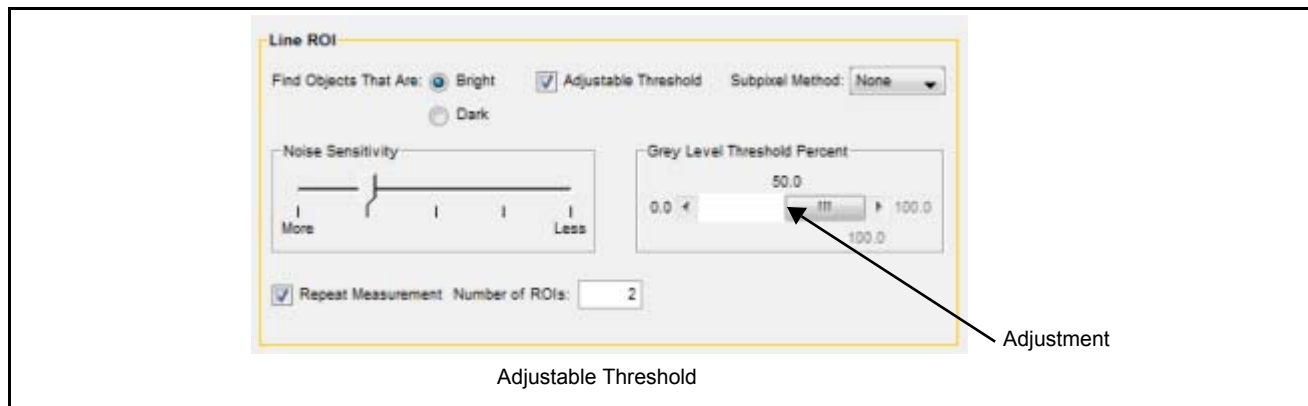 Line ROI
Find Objects That Are: Bright Adjustable Threshold Subpixel Method: None
Dark
Noise Sensitivity
More Less
Grey Level Threshold Percent
50.0
0.0 100.0
100.0
Repeat Measurement Number of ROIs: 2
Adjustment
Adjustable Threshold